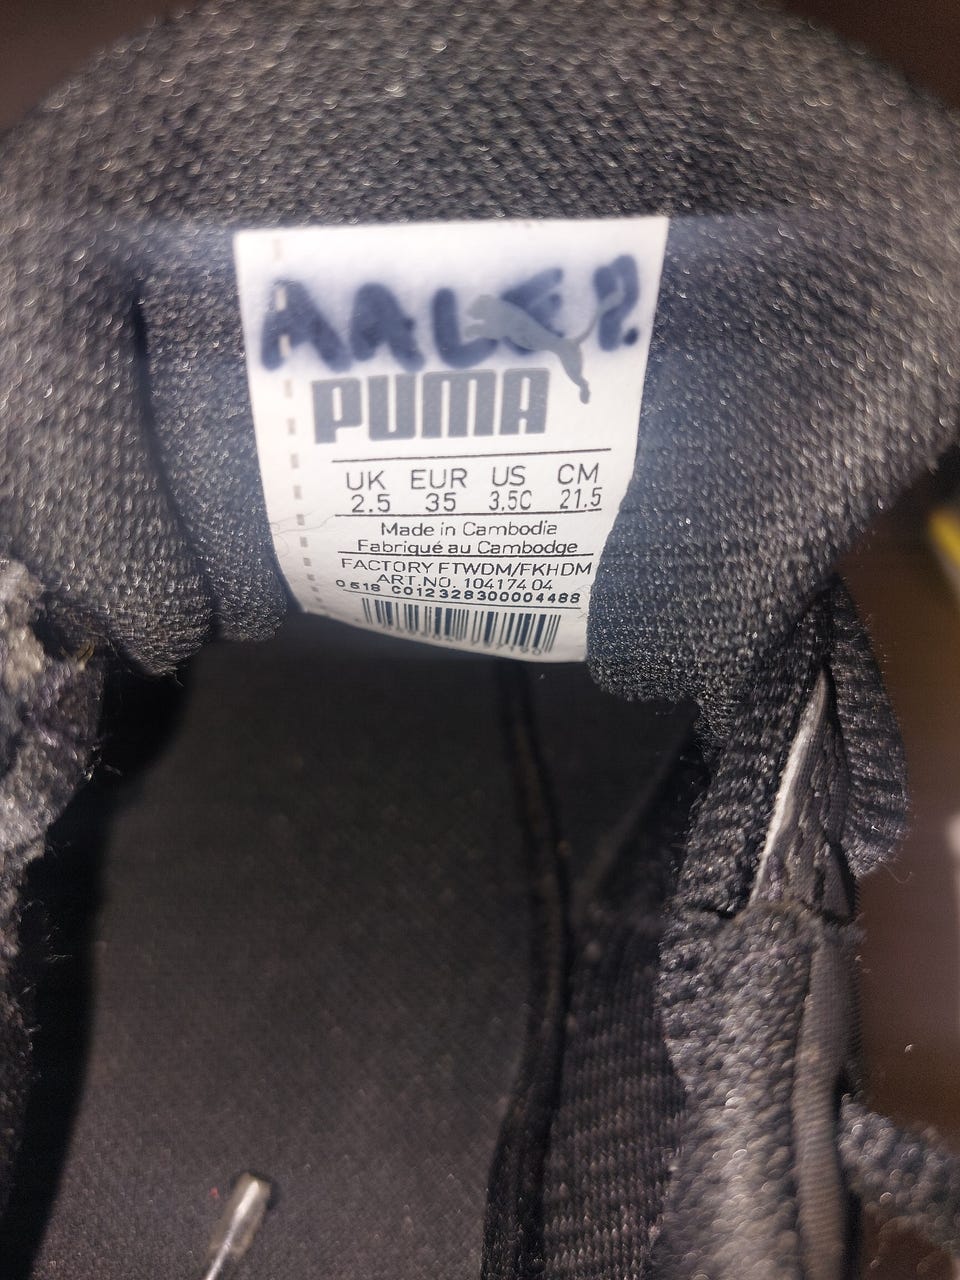 PUMA
UK EUR US CM
2.5 35 3.5C 21.5
Made in Cambodia
Fabriqué au Cambodge
FACTORY FTWDM/FKHDM
ART.NO. 104174 04
0518 C012328300004488